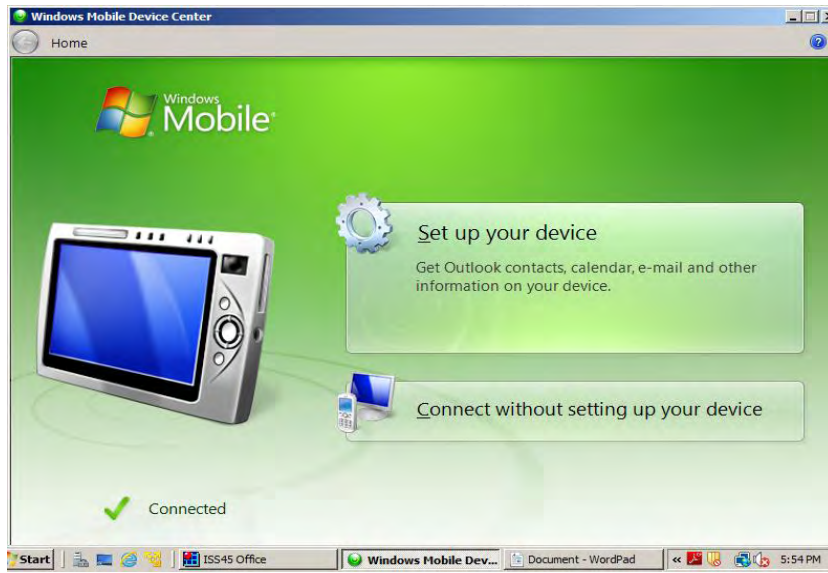 Windows Mobile Device Center
Home
Windows
Mobile
Set up your device
Get Outlook contacts, calendar, e-mail and other
information on your device.
Connect without setting up your device
Connected
Start
ISS45 Office
Windows Mobile Dev...
Document - WordPad
«
5:54 PM